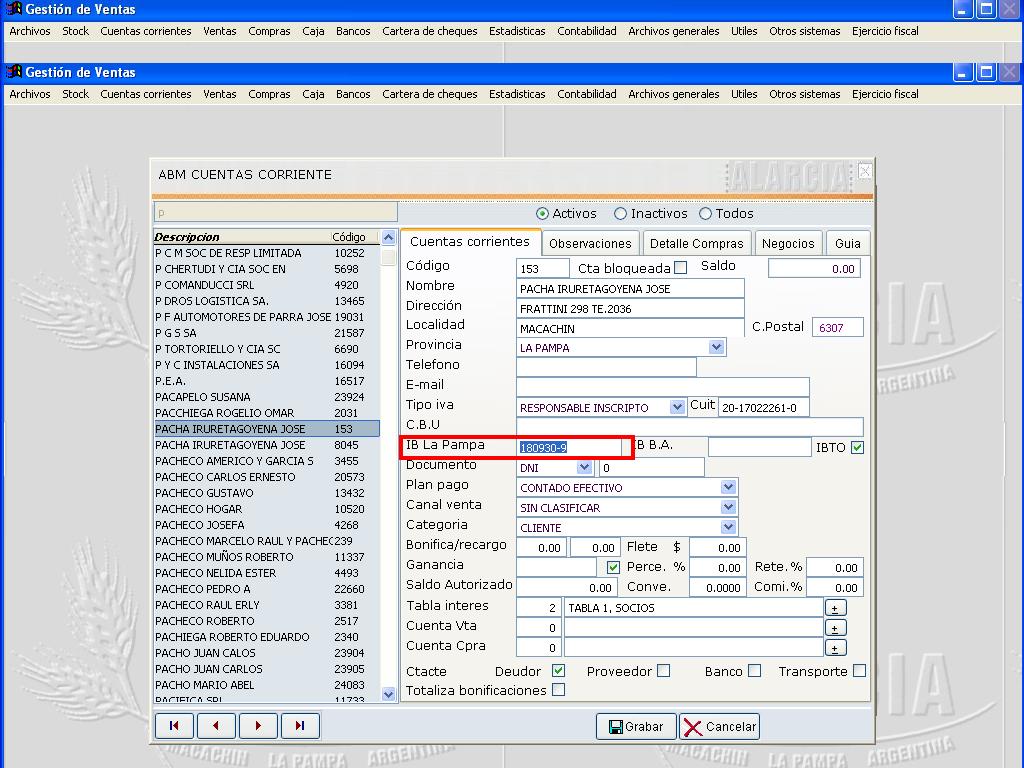 Gestión de Ventas
Archivos Stock Cuentas corrientes Ventas Compras Caja Bancos Cartera de cheques Estadisticas Contabilidad Archivos generales Utiles Otros sistemas Ejercicio fiscal
Gestión de Ventas
Archivos Stock Cuentas corrientes Ventas Compras Caja Bancos Cartera de cheques Estadisticas Contabilidad Archivos generales Utiles Otros sistemas Ejercicio fiscal
ABM CUENTAS CORRIENTE
ALARCIA
p
Activos Inactivos Todos
Descripcion Código
P C M SOC DE RESP LIMITADA 10252
P CHERTUDI Y CIA SOC EN 5698
P COMANDUCCI SRL 4920
P DROS LOGISTICA SA. 13465
P F AUTOMOTORES DE PARRA JOSE 19031
P G S SA 21587
P TORTORIELLO Y CIA SC 6690
P Y C INSTALACIONES SA 16094
P.E.A. 16517
PACAPELO SUSANA 23924
PACCHIEGA ROGELIO OMAR 2031
PACHA IRURETAGOYENA JOSE 153
PACHA IRURETAGOYENA JOSE 8045
PACHECO AMERICO Y GARCIA S 3455
PACHECO CARLOS ERNESTO 20573
PACHECO GUSTAVO 13432
PACHECO HOGAR 10520
PACHECO JOSEFA 4268
PACHECO MARCELO RAUL Y PACHEC 239
PACHECO MUÑOS ROBERTO 11337
PACHECO NELIDA ESTER 4493
PACHECO PEDRO A 22660
PACHECO RAUL ERLY 3381
PACHECO ROBERTO 2517
PACHIEGA ROBERTO EDUARDO 2340
PACHO JUAN CALOS 23904
PACHO JUAN CARLOS 23905
PACHO MARIO ABEL 24083
PACIFICA SRL 11733
Cuentas corrientes Observaciones Detalle Compras Negocios Guia
Código 153 Cta bloqueada Saldo 0.00
Nombre PACHA IRURETAGOYENA JOSE
Dirección FRATTINI 298 TE.2036
Localidad MACACHIN C.Postal 6307
Provincia LA PAMPA
Telefono
E-mail
Tipo iva RESPONSABLE INSCRIPTO Cuit 20-17022261-0
C.B.U
IB La Pampa 180930-9 IB B.A. IBTO
Documento DNI 0
Plan pago CONTADO EFECTIVO
Canal venta SIN CLASIFICAR
Categoria CLIENTE
Bonifica/recargo 0.00 0.00 Flete $ 0.00
Ganancia Perce. % 0.00 Rete.% 0.00
Saldo Autorizado 0.00 Conve. 0.0000 Comi.% 0.00
Tabla interes 2 TABLA 1, SOCIOS ±
Cuenta Vta 0 ±
Cuenta Cpra 0 ±
Ctacte Deudor Proveedor Banco Transporte
Totaliza bonificaciones
Grabar Cancelar
CIA
ARGENTINA
CIA
MACACHIN LA PAMPA ARGENTINA MACACHIN LA PAMPA ARGENTINA